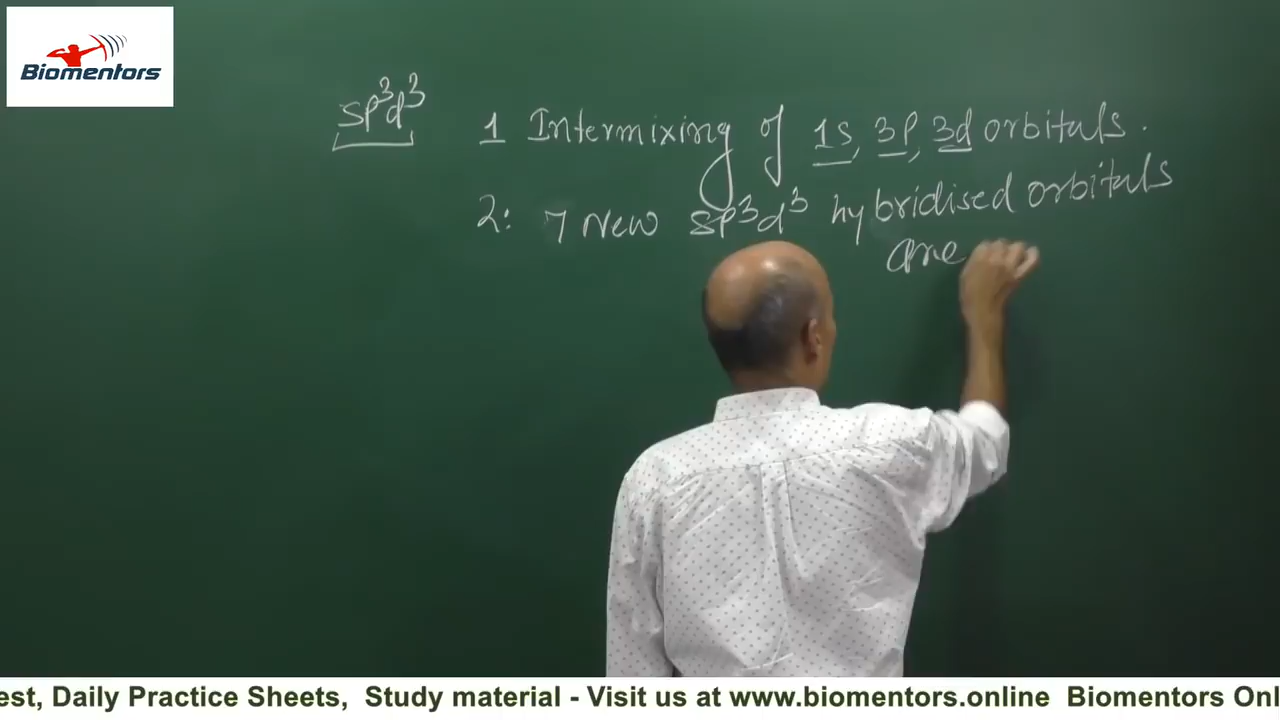 Biomentors
sp³d³
1 Intermixing of 1s, 3p, 3d orbitals.
2: 7 New sp³d³ hybridised orbitals
are
est, Daily Practice Sheets, Study material - Visit us at www.biomentors.online Biomentors Onl